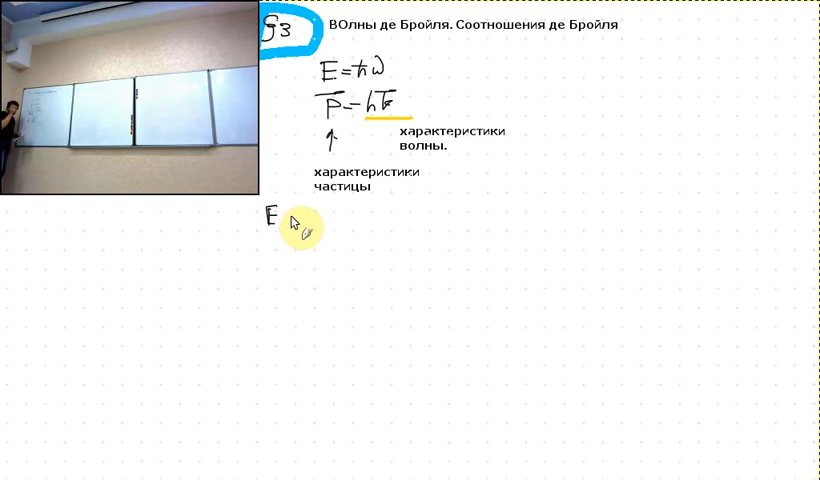 §3
ВОлны де Бройля. Соотношения де Бройля
E = ħω
p̅ = ħk̅
характеристики
волны.
характеристики
частицы
E